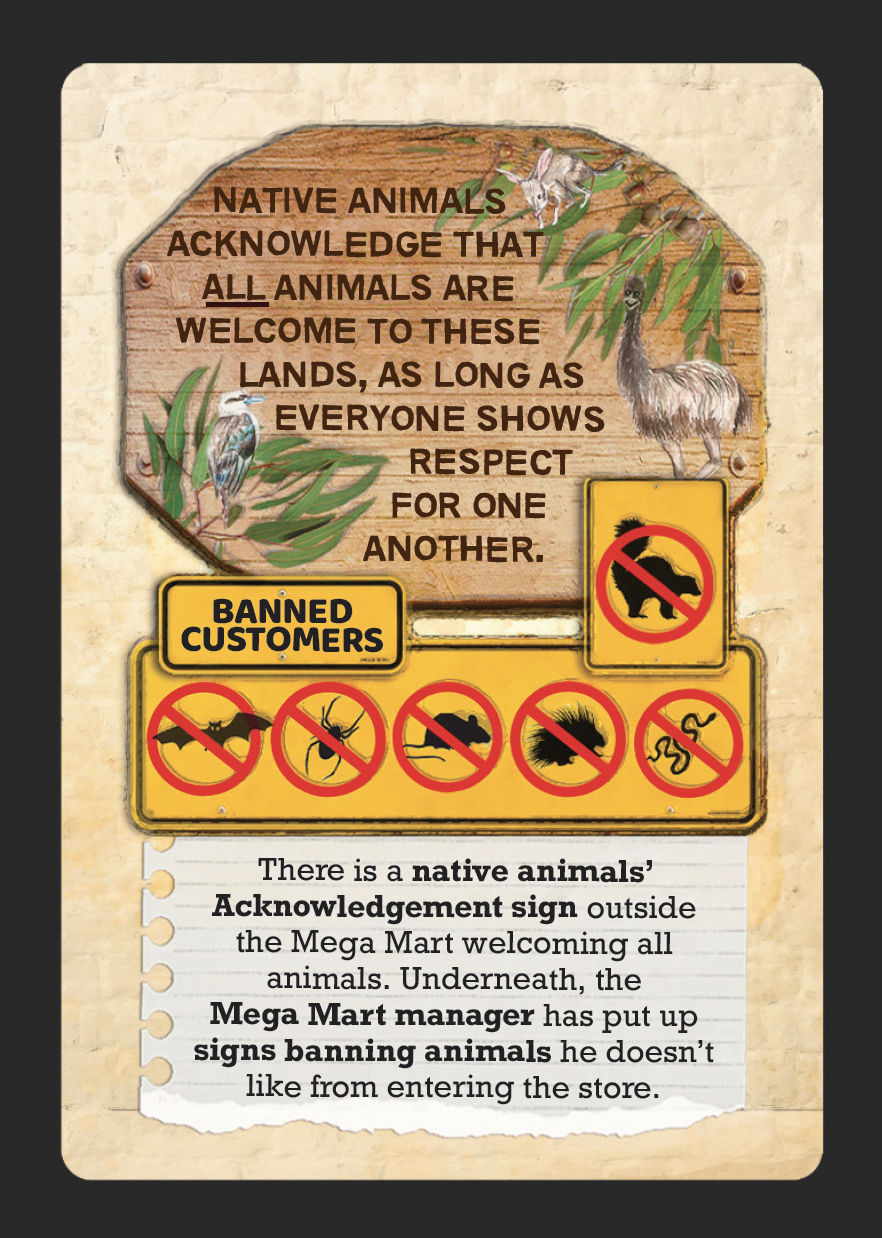 NATIVE ANIMALS
ACKNOWLEDGE THAT
ALL ANIMALS ARE
WELCOME TO THESE
LANDS, AS LONG AS
EVERYONE SHOWS
RESPECT
FOR ONE
ANOTHER.
BANNED
CUSTOMERS
There is a native animals’
Acknowledgement sign outside
the Mega Mart welcoming all
animals. Underneath, the
Mega Mart manager has put up
signs banning animals he doesn’t
like from entering the store.